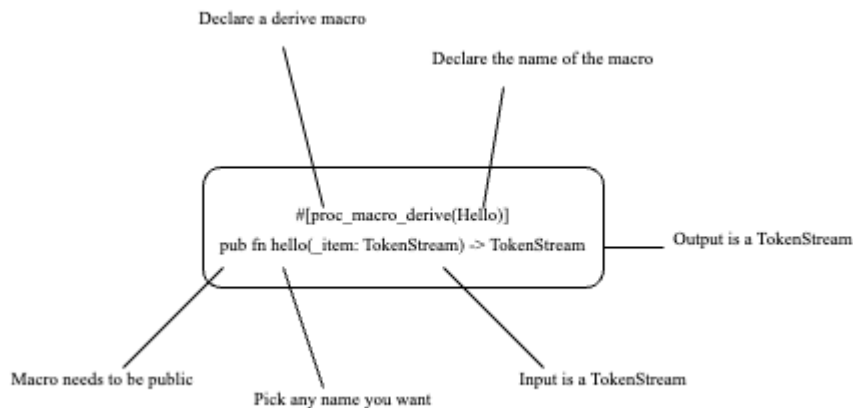 Declare a derive macro
Declare the name of the macro
#[proc_macro_derive(Hello)]
pub fn hello(_item: TokenStream) -> TokenStream
Output is a TokenStream
Macro needs to be public
Input is a TokenStream
Pick any name you want